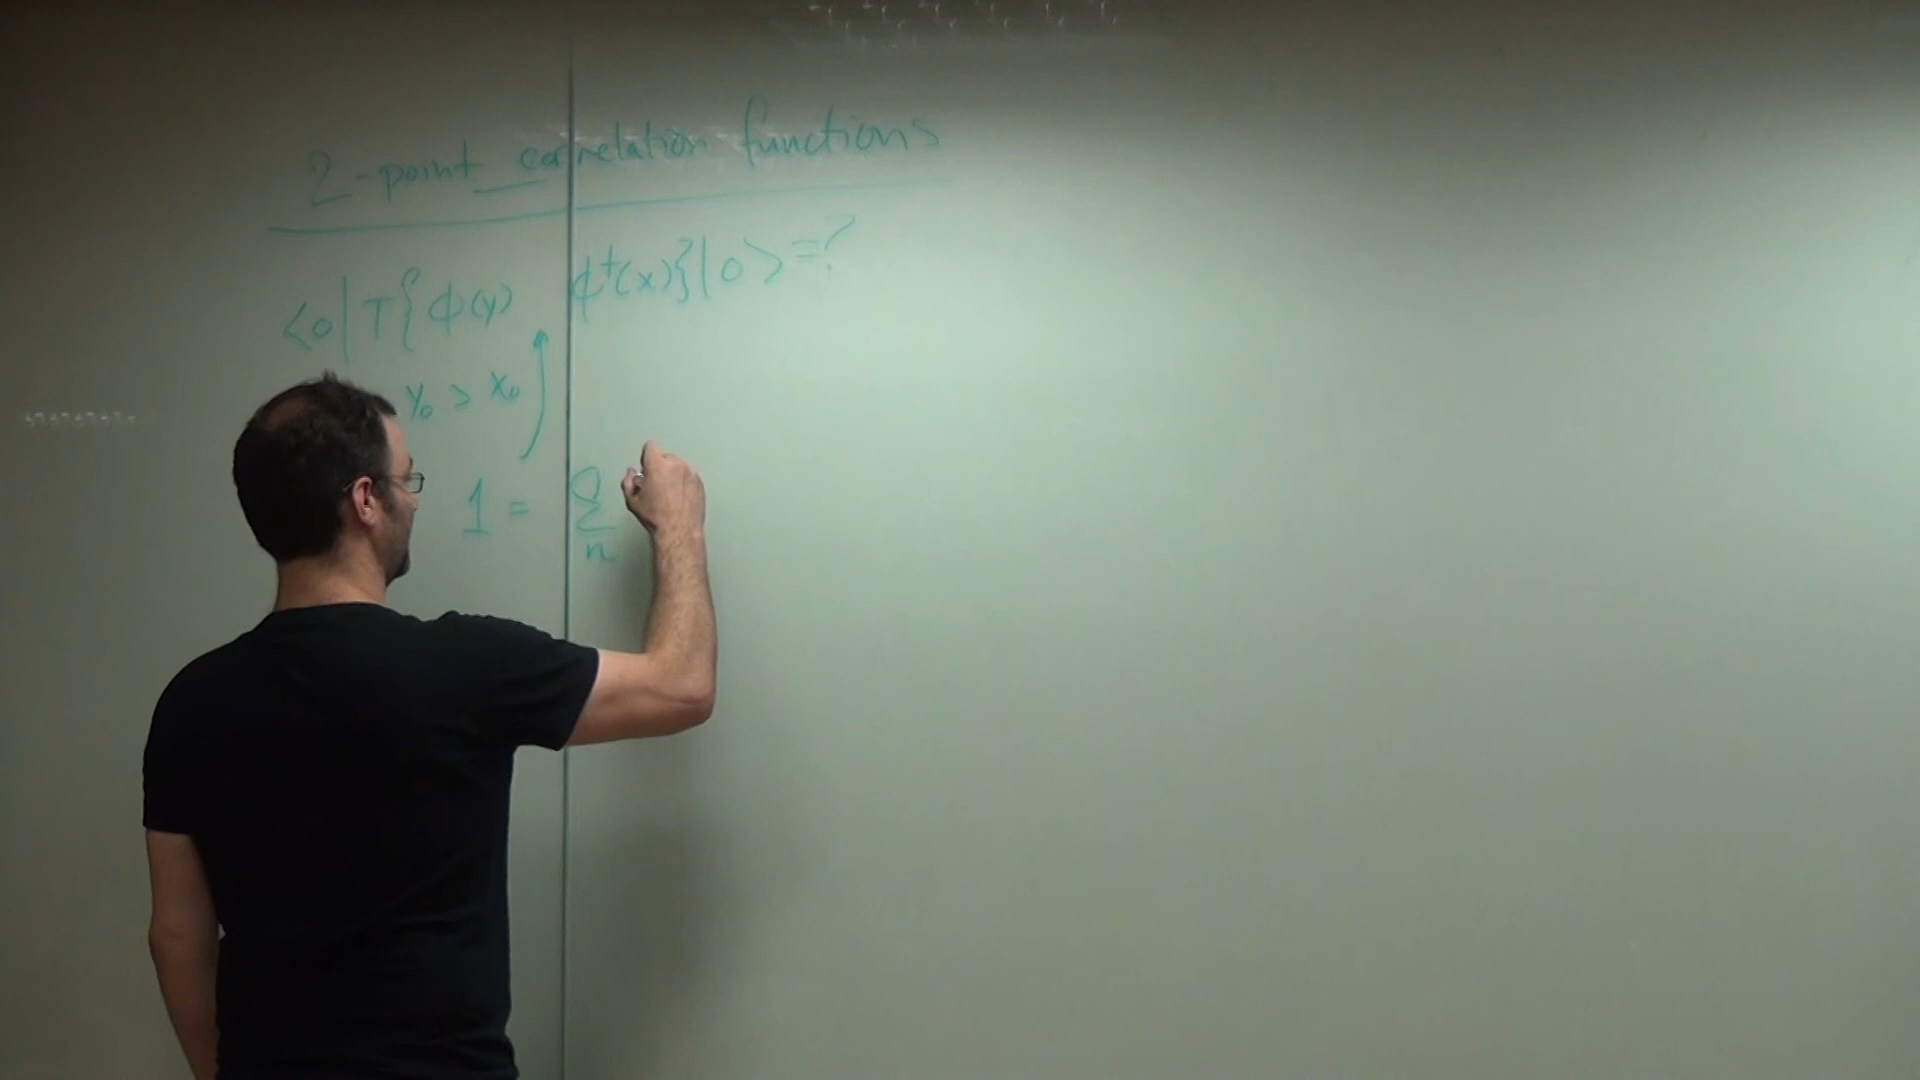 2-point correlation functions
<0|T{ϕ(y) ϕ†(x)}|0> =?
y₀ > x₀
1 = Σ n